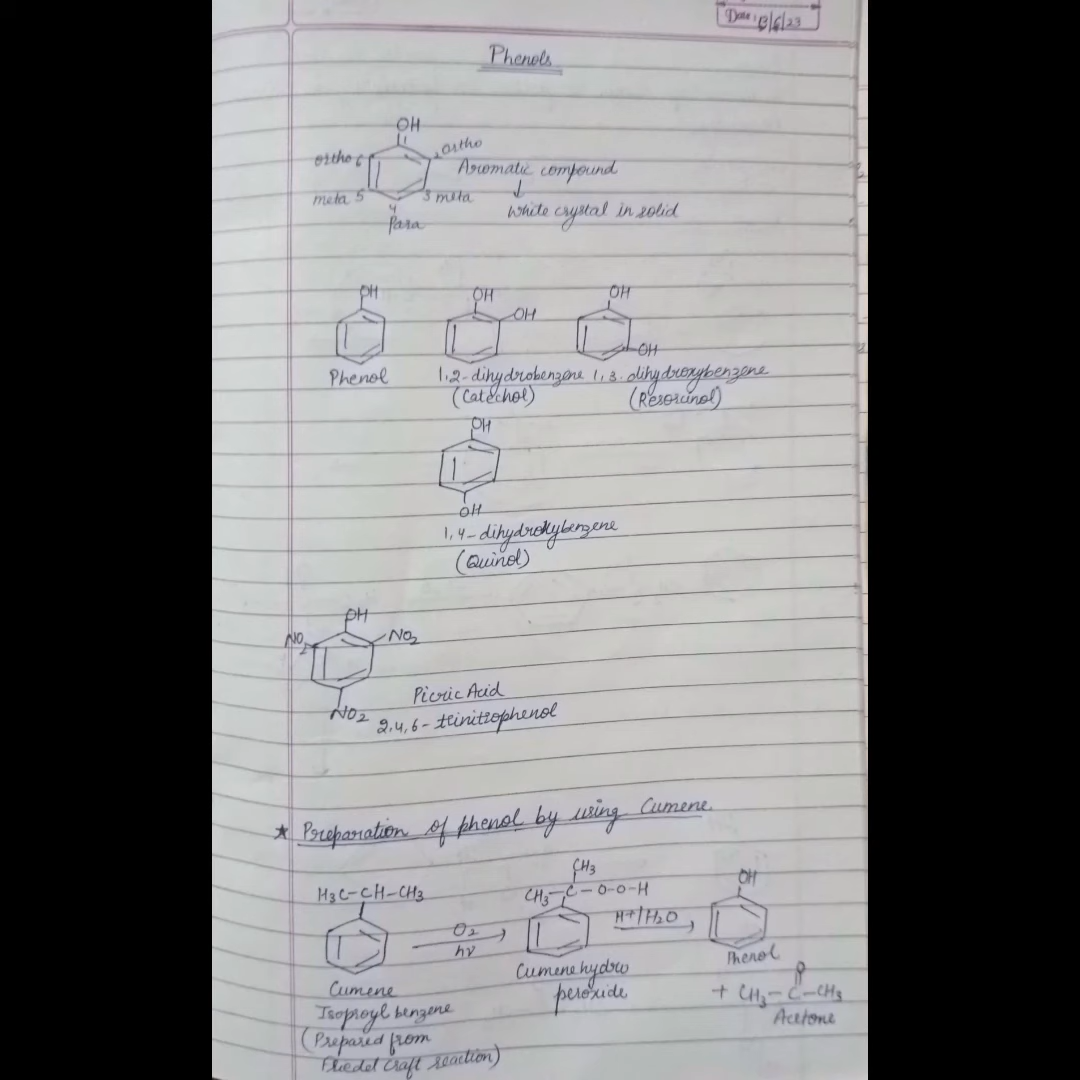 Date: 13/6/23
Phenols
OH
1
ortho 6 2 ortho
Aromatic compound
meta 5 3 meta
↓
4
White crystal in solid
Para
OH OH OH
OH
OH
Phenol 1,2-dihydrobenzene 1,3. dihydroxybenzene
(Catechol) (Resorcinol)
OH
OH
1,4-dihydroxybenzene
(Quinol)
OH
NO2 NO2
Picric Acid
NO2 2,4,6-trinitrophenol
★ Preparation of phenol by using Cumene.
CH3
OH
H3C-CH-CH3 CH3-C-O-O-H
O2 H+/H2O
hν
Phenol
Cumene Cumenehydro
O
peroxide + CH3-C-CH3
Isoproyl benzene Acetone
(Prepared from
Friedel craft reaction)